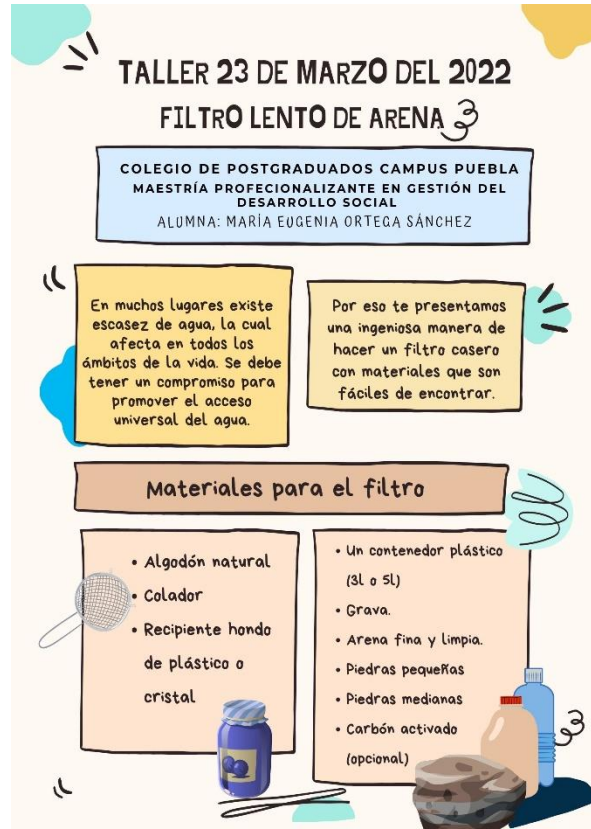 TALLER 23 DE MARZO DEL 2022
FILTRO LENTO DE ARENA
COLEGIO DE POSTGRADUADOS CAMPUS PUEBLA
MAESTRÍA PROFECIONALIZANTE EN GESTIÓN DEL
DESARROLLO SOCIAL
ALUMNA: MARÍA EUGENIA ORTEGA SÁNCHEZ
En muchos lugares existe
escasez de agua, la cual
afecta en todos los
ámbitos de la vida. Se debe
tener un compromiso para
promover el acceso
universal del agua.
Por eso te presentamos
una ingeniosa manera de
hacer un filtro casero
con materiales que son
fáciles de encontrar.
Materiales para el filtro
• Algodón natural
• Colador
• Recipiente hondo
de plástico o
cristal
• Un contenedor plástico
(3l o 5l)
• Grava.
• Arena fina y limpia.
• Piedras pequeñas
• Piedras medianas
• Carbón activado
(opcional)